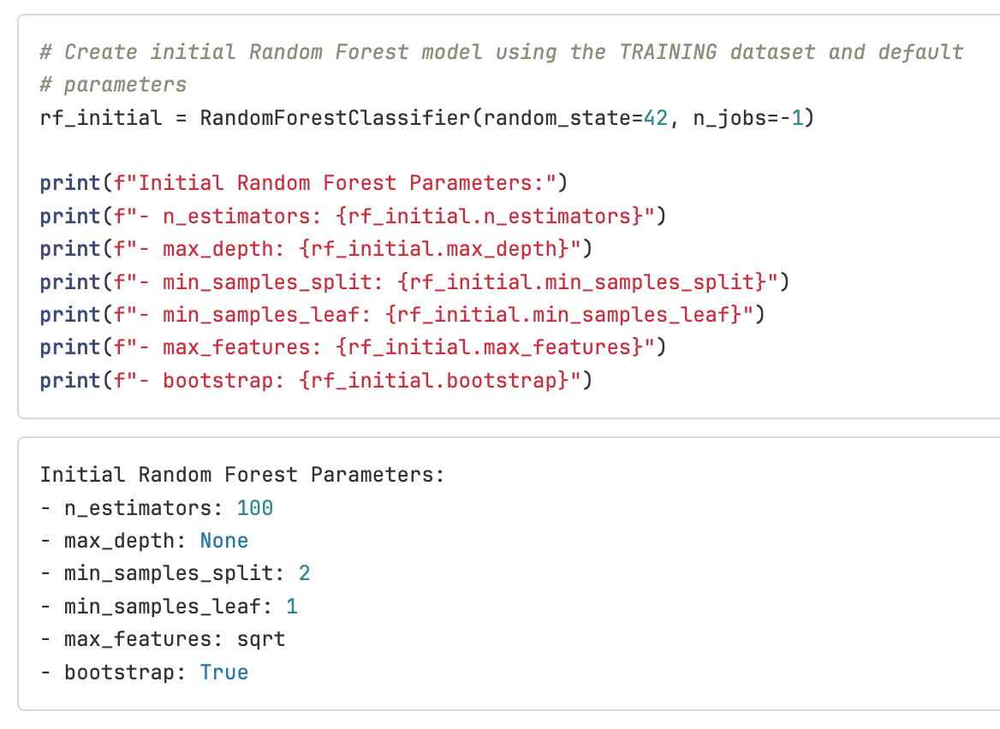 # Create initial Random Forest model using the TRAINING dataset and default
# parameters
rf_initial = RandomForestClassifier(random_state=42, n_jobs=-1)
print(f"Initial Random Forest Parameters:")
print(f"- n_estimators: {rf_initial.n_estimators}")
print(f"- max_depth: {rf_initial.max_depth}")
print(f"- min_samples_split: {rf_initial.min_samples_split}")
print(f"- min_samples_leaf: {rf_initial.min_samples_leaf}")
print(f"- max_features: {rf_initial.max_features}")
print(f"- bootstrap: {rf_initial.bootstrap}")
Initial Random Forest Parameters:
- n_estimators: 100
- max_depth: None
- min_samples_split: 2
- min_samples_leaf: 1
- max_features: sqrt
- bootstrap: True